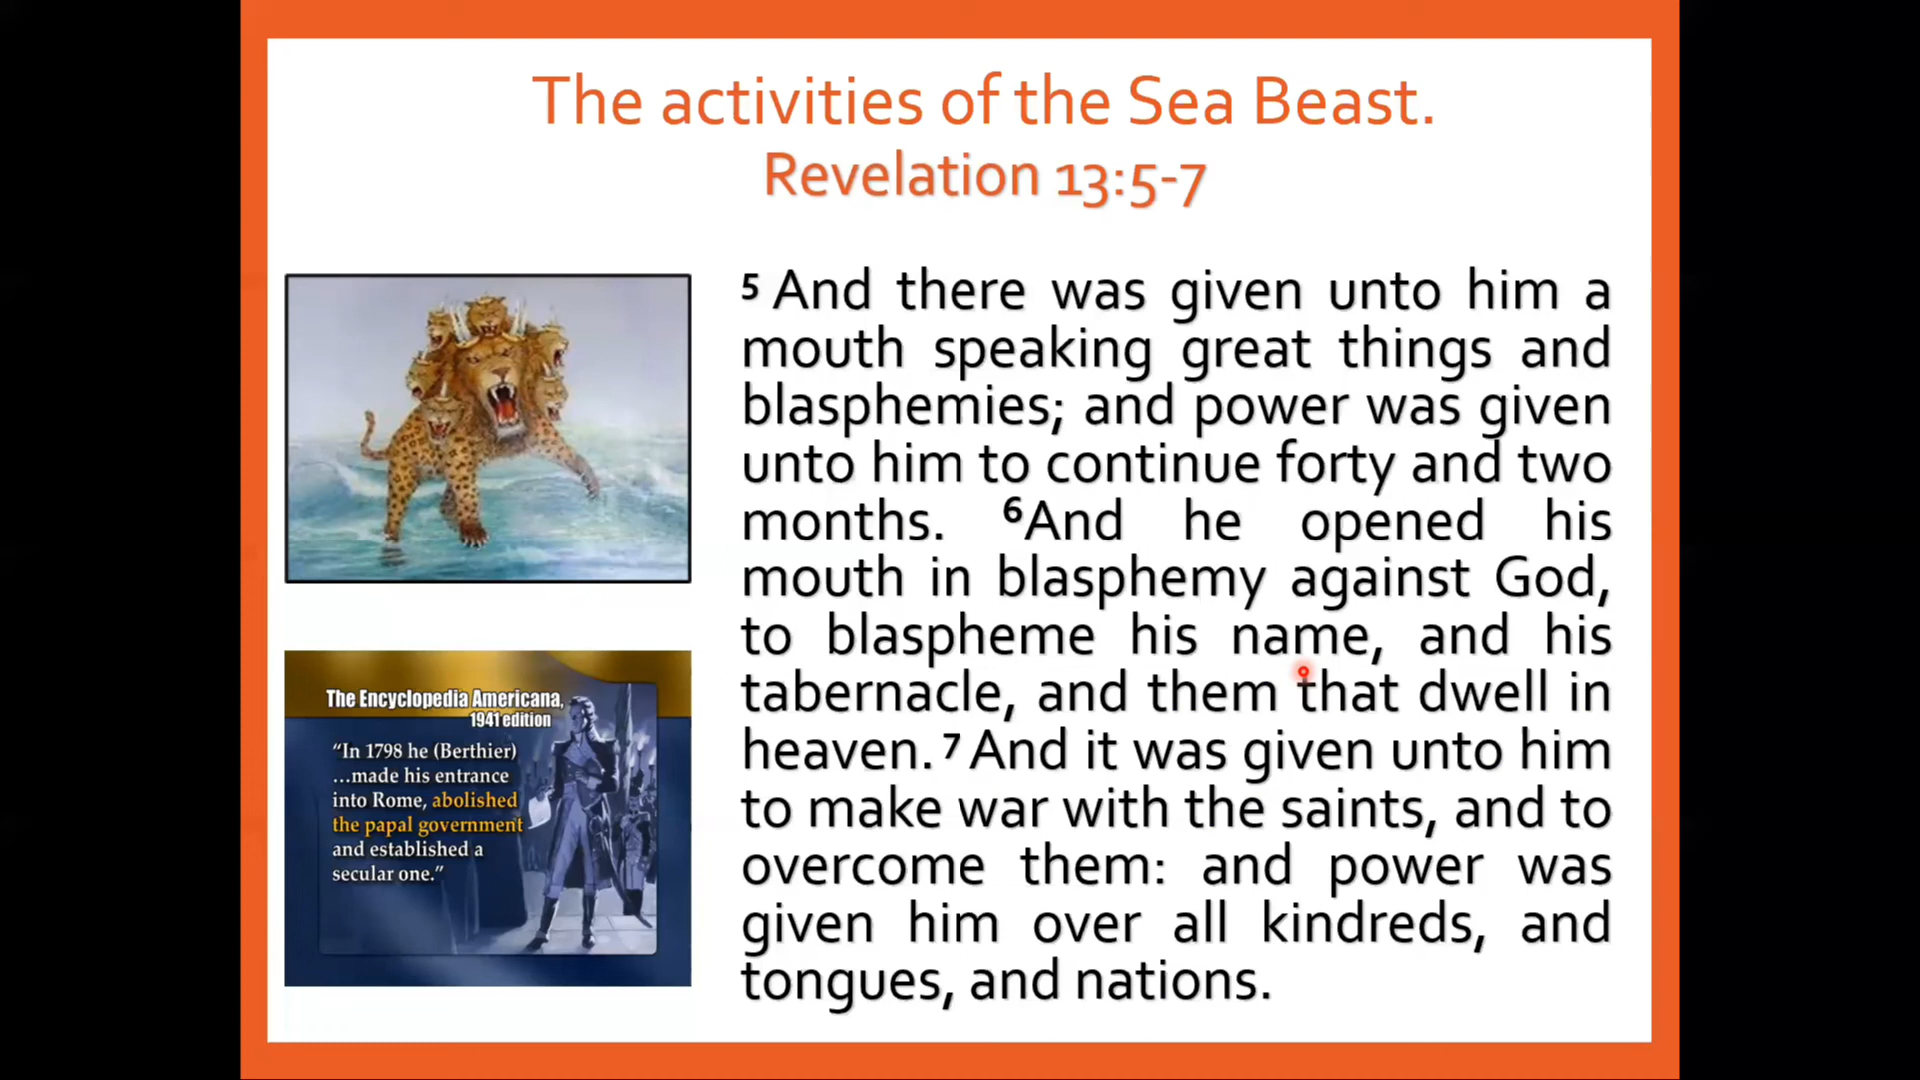 The activities of the Sea Beast.
Revelation 13:5-7
5 And there was given unto him a
mouth speaking great things and
blasphemies; and power was given
unto him to continue forty and two
months. 6And he opened his
mouth in blasphemy against God,
to blaspheme his name, and his
tabernacle, and them that dwell in
heaven. 7 And it was given unto him
to make war with the saints, and to
overcome them: and power was
given him over all kindreds, and
tongues, and nations.
The Encyclopedia Americana,
1941 edition
“In 1798 he (Berthier)
...made his entrance
into Rome, abolished
the papal government
and established a
secular one.”